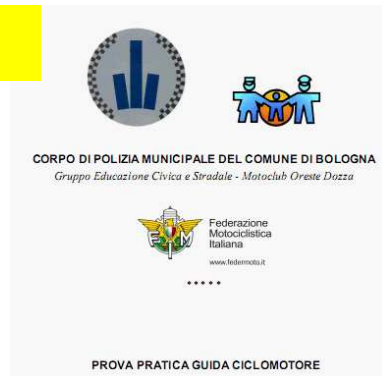 CORPO DI POLIZIA MUNICIPALE DEL COMUNE DI BOLOGNA
Gruppo Educazione Civica e Stradale - Motoclub Oreste Dozza
FMI
Federazione
Motociclistica
Italiana
www.federmoto.it
PROVA PRATICA GUIDA CICLOMOTORE